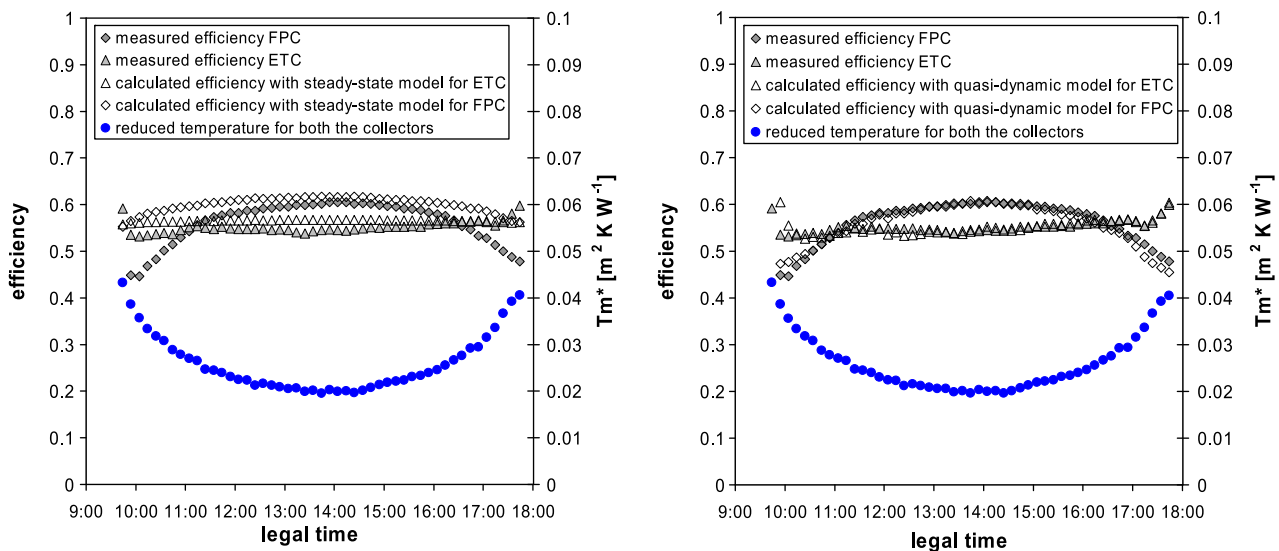 measured efficiency FPC
measured efficiency ETC
calculated efficiency with steady-state model for ETC
calculated efficiency with steady-state model for FPC
reduced temperature for both the collectors
1
0.9
0.8
0.7
0.6
0.5
0.4
0.3
0.2
0.1
0
efficiency
0.1
0.09
0.08
0.07
0.06
0.05
0.04
0.03
0.02
0.01
0
Tm* [m 2 K W-1]
9:00 10:00 11:00 12:00 13:00 14:00 15:00 16:00 17:00 18:00
legal time
measured efficiency FPC
measured efficiency ETC
calculated efficiency with quasi-dynamic model for ETC
calculated efficiency with quasi-dynamic model for FPC
reduced temperature for both the collectors
1
0.9
0.8
0.7
0.6
0.5
0.4
0.3
0.2
0.1
0
efficiency
0.1
0.09
0.08
0.07
0.06
0.05
0.04
0.03
0.02
0.01
0
Tm* [m 2 K W-1]
9:00 10:00 11:00 12:00 13:00 14:00 15:00 16:00 17:00 18:00
legal time